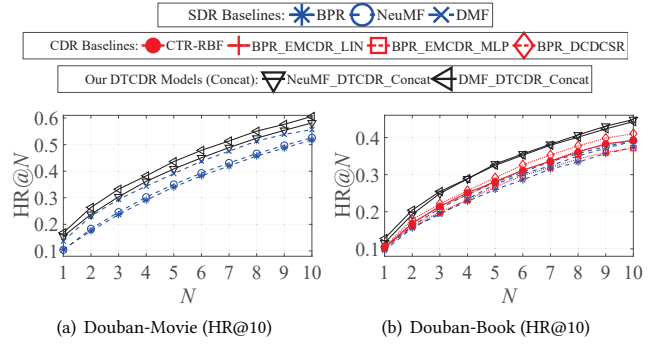 SDR Baselines: BPR NeuMF DMF
CDR Baselines: CTR-RBF BPR_EMCDR_LIN BPR_EMCDR_MLP BPR_DCDCSR
Our DTCDR Models (Concat): NeuMF_DTCDR_Concat DMF_DTCDR_Concat
HR@N
0.6
0.5
0.4
0.3
0.2
0.1
1 2 3 4 5 6 7 8 9 10
N
(a) Douban-Movie (HR@10)
HR@N
0.4
0.3
0.2
0.1
1 2 3 4 5 6 7 8 9 10
N
(b) Douban-Book (HR@10)